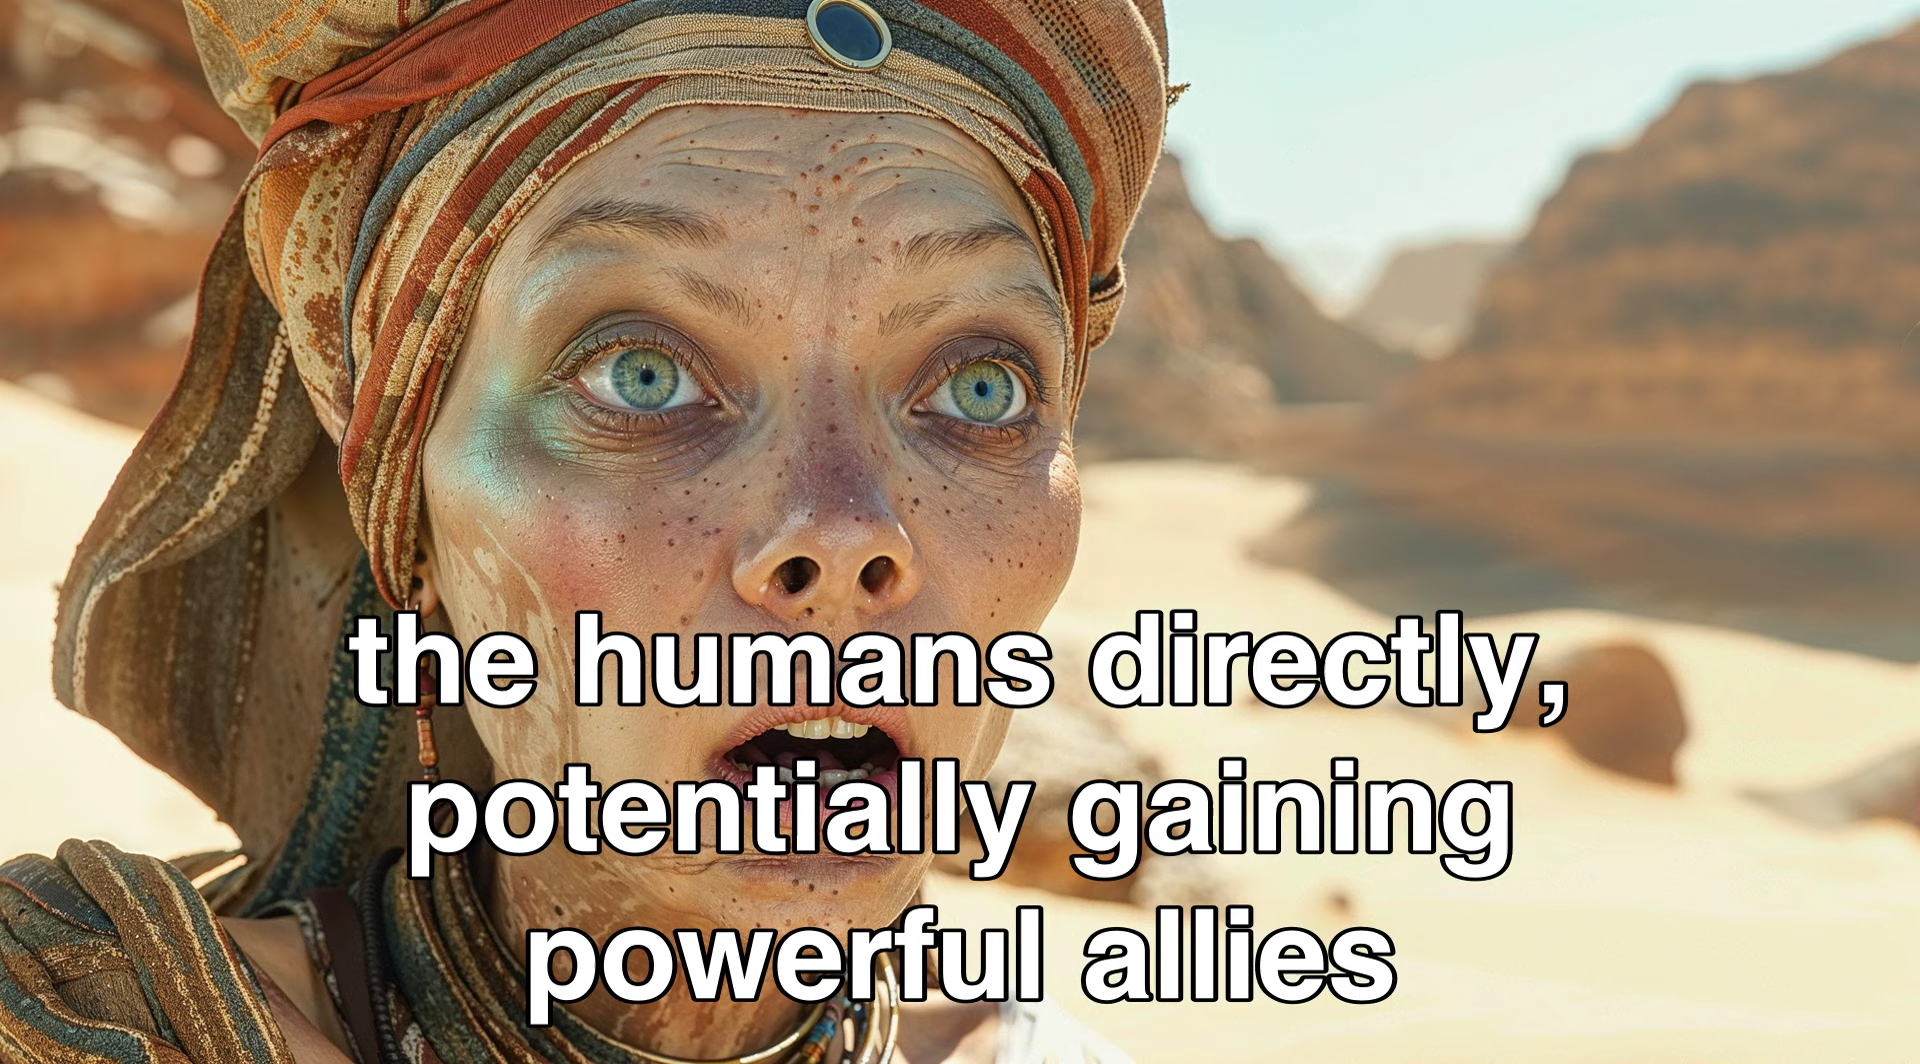 the humans directly,
potentially gaining
powerful allies